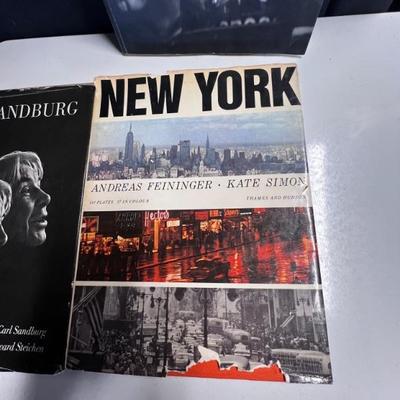 ANDBURG
Carl Sandburg
ward Steichen
NEW YORK
ANDREAS FEININGER · KATE SIMON
THAMES AND HUDSON